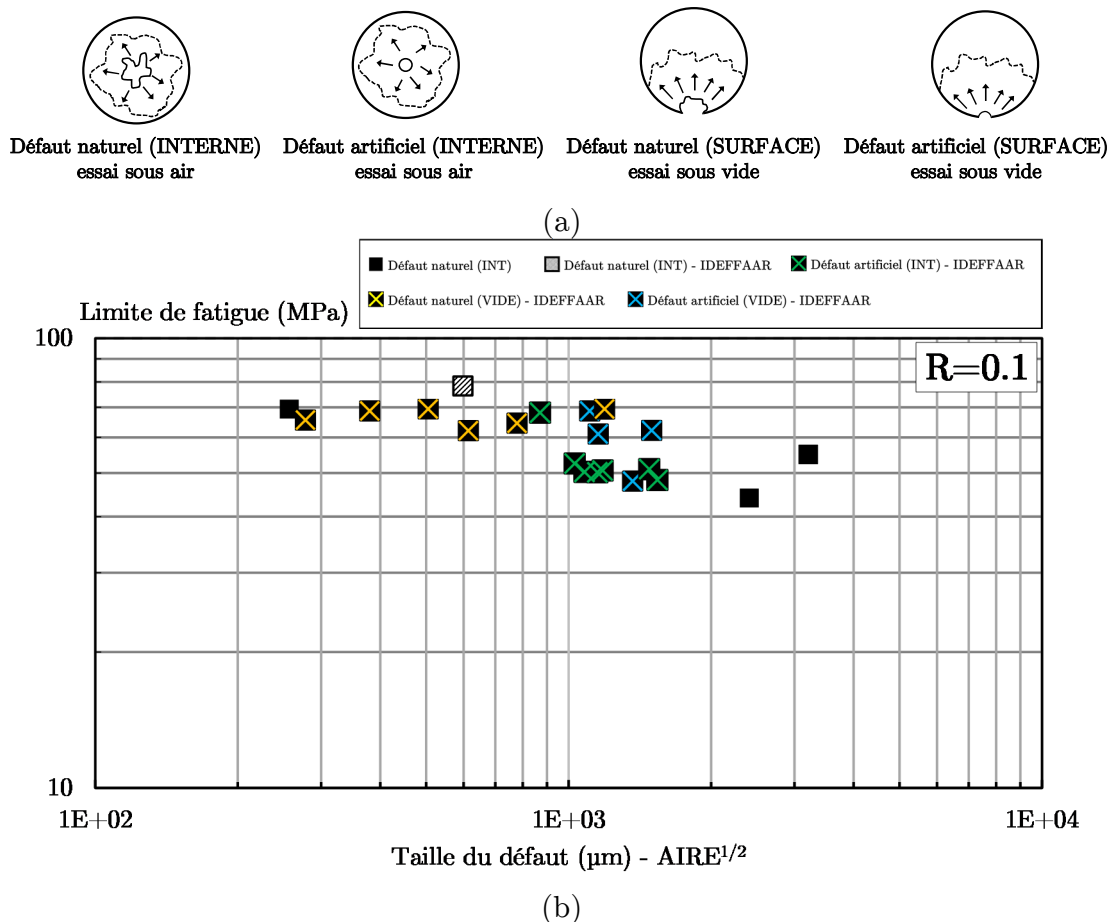 Défaut naturel (INTERNE)
essai sous air
Défaut artificiel (INTERNE)
essai sous air
Défaut naturel (SURFACE)
essai sous vide
Défaut artificiel (SURFACE)
essai sous vide
(a)
Défaut naturel (INT)
Défaut naturel (INT) - IDEFFAAR
Défaut artificiel (INT) - IDEFFAAR
Défaut naturel (VIDE) - IDEFFAAR
Défaut artificiel (VIDE) - IDEFFAAR
Limite de fatigue (MPa)
100
R=0.1
10
1E+02
1E+03
1E+04
Taille du défaut (µm) - AIRE^1/2
(b)